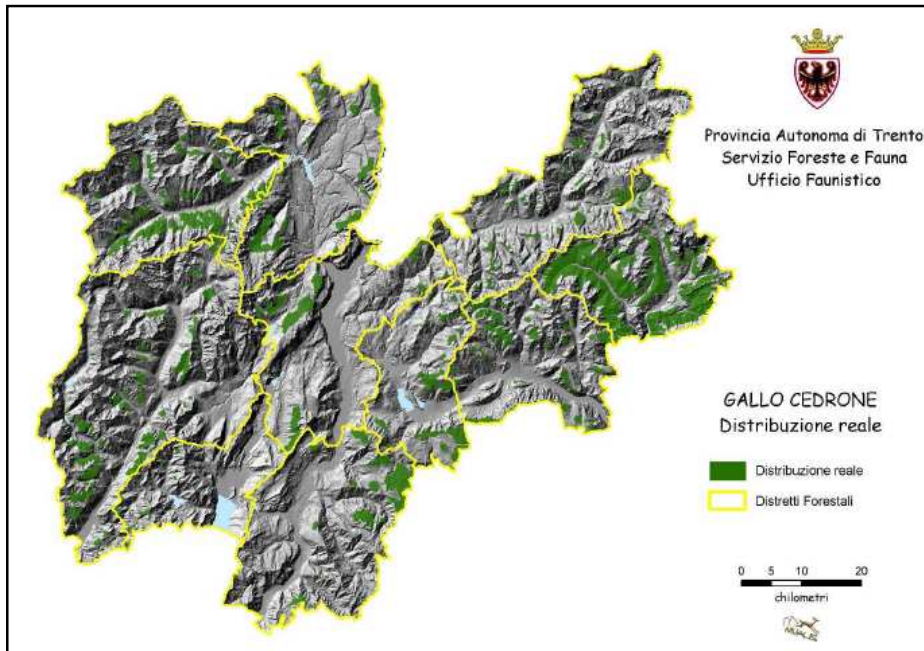 Provincia Autonoma di Trento
Servizio Foreste e Fauna
Ufficio Faunistico
GALLO CEDRONE
Distribuzione reale
Distribuzione reale
Distretti Forestali
0 5 10 20
chilometri